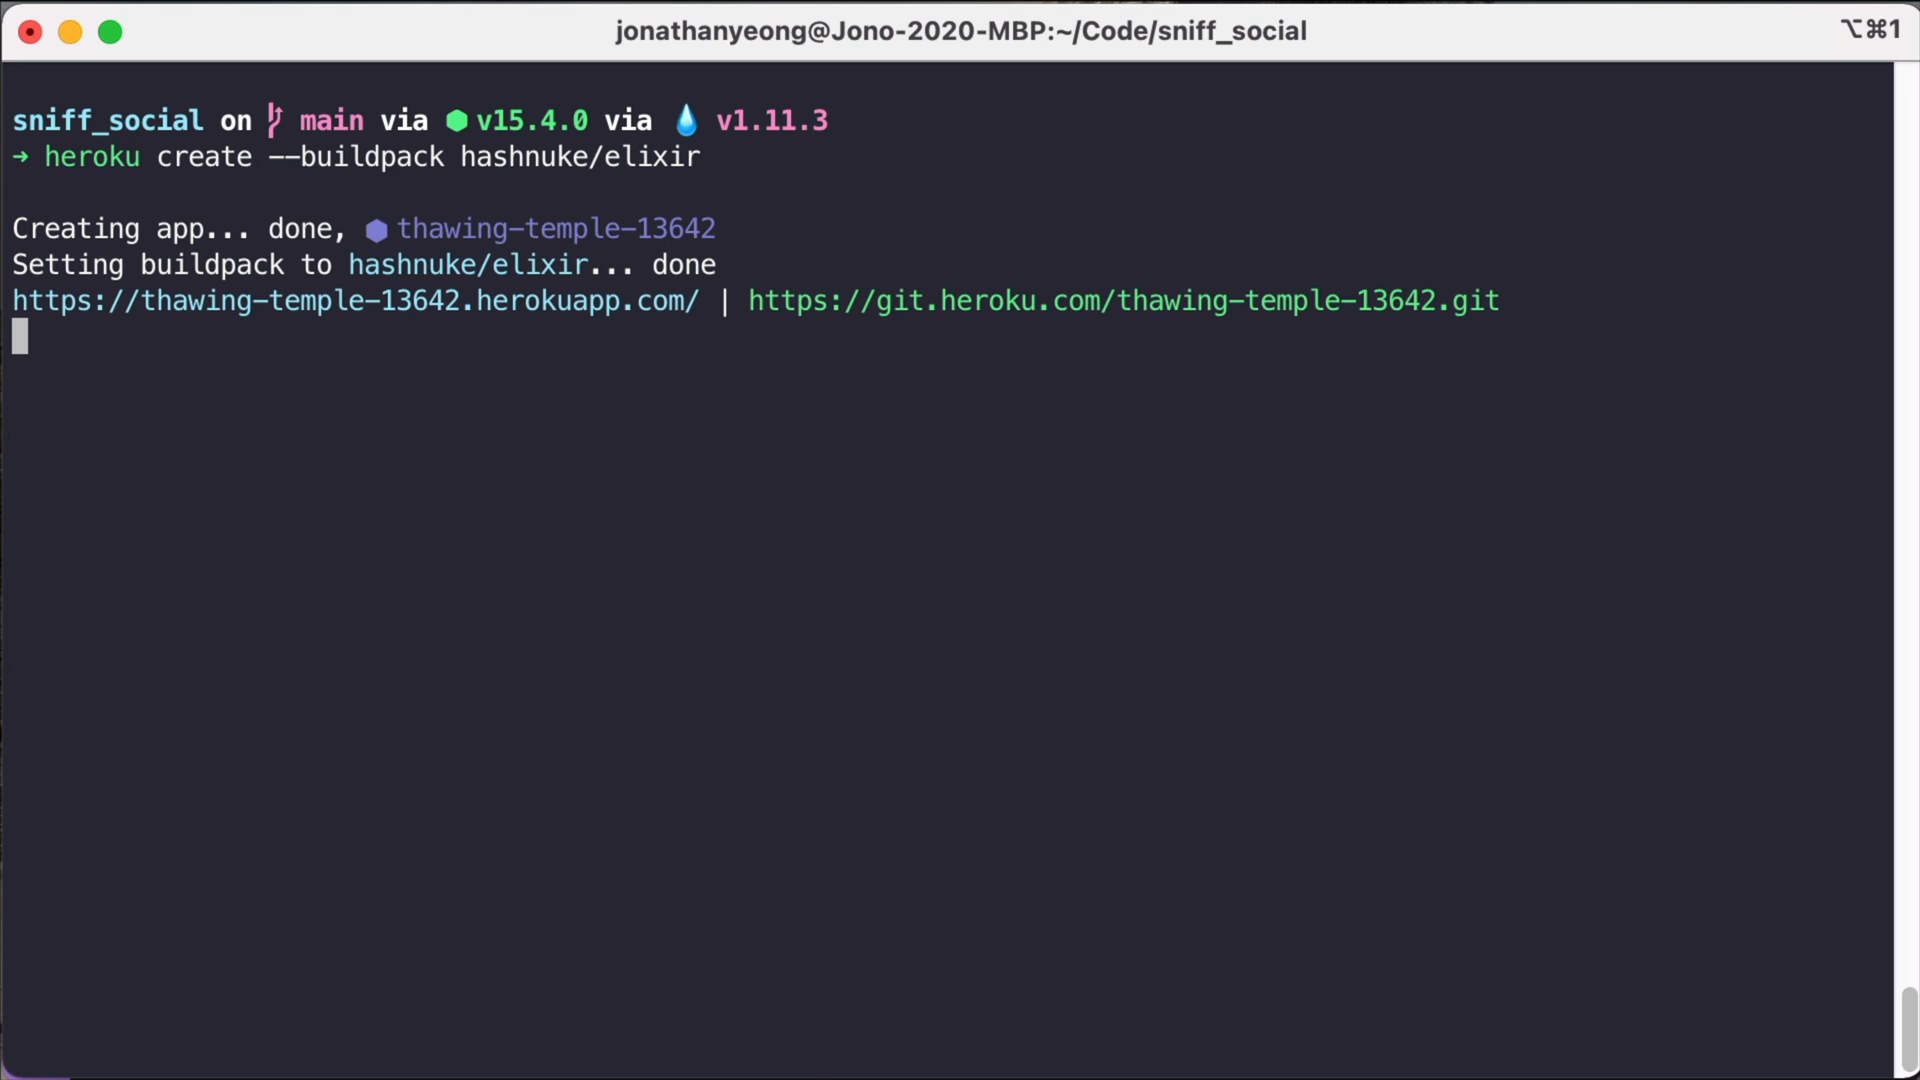 jonathanyeong@Jono-2020-MBP:~/Code/sniff_social ⌥⌘1
sniff_social on main via v15.4.0 via 💧 v1.11.3
→ heroku create --buildpack hashnuke/elixir
Creating app... done, ⬢ thawing-temple-13642
Setting buildpack to hashnuke/elixir... done
https://thawing-temple-13642.herokuapp.com/ | https://git.heroku.com/thawing-temple-13642.git